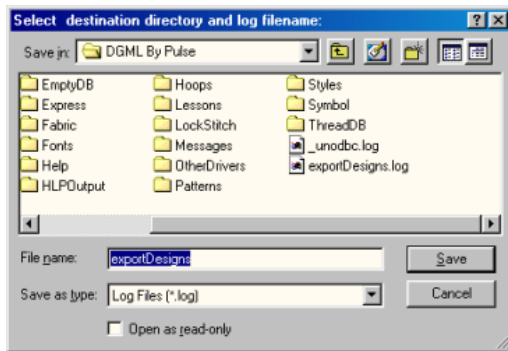 Select destination directory and log filename:
Save in: DGML By Pulse
EmptyDB Hoops Styles
Express Lessons Symbol
Fabric LockStitch ThreadDB
Fonts Messages _unodbc.log
Help OtherDrivers exportDesigns.log
HLPOutput Patterns
File name: exportDesigns Save
Save as type: Log Files (*.log) Cancel
Open as read-only